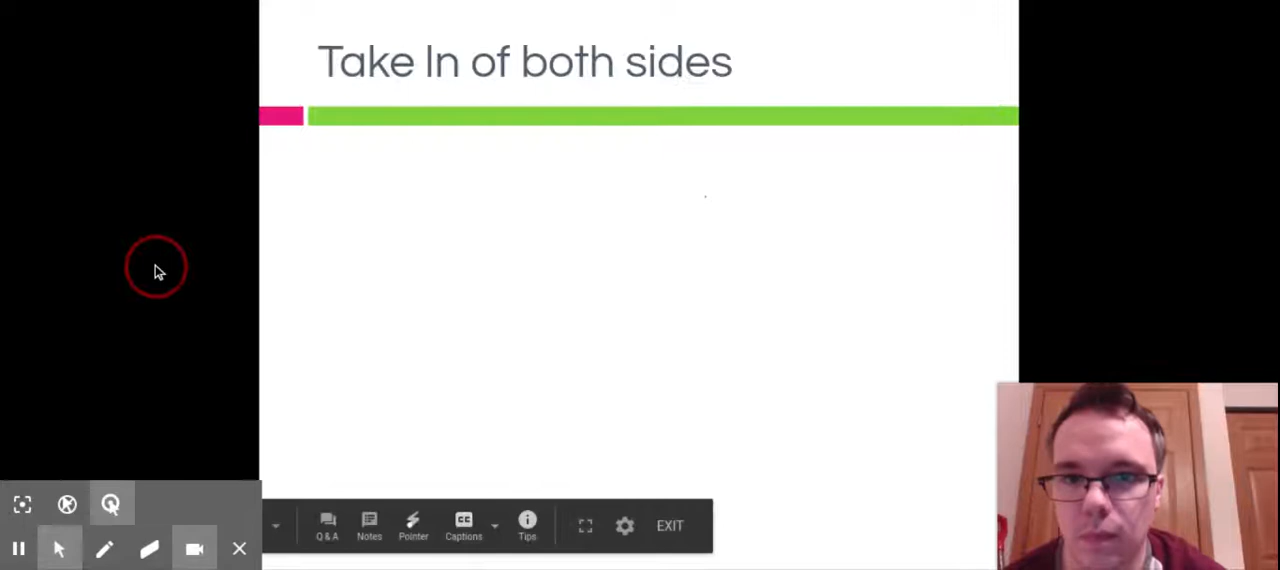 Take ln of both sides
Q & A Notes Pointer Captions Tips EXIT